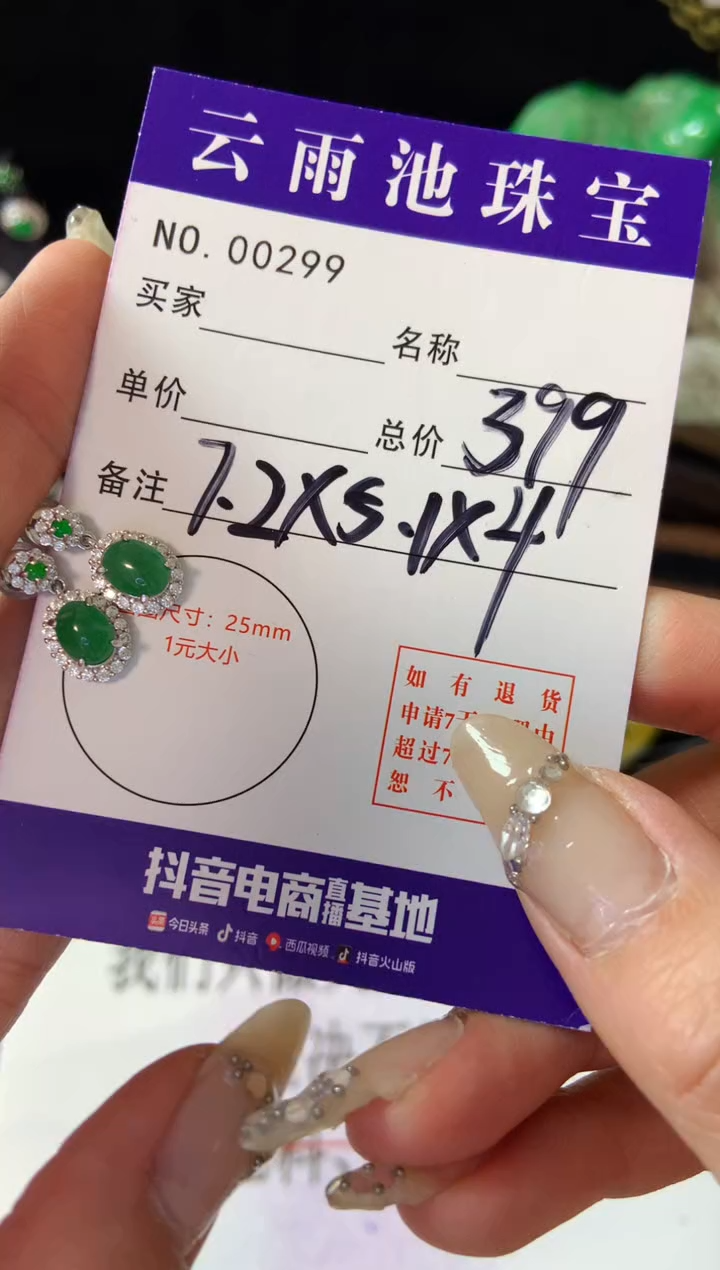 云雨池珠宝
NO. 00299
买家
名称
单价
总价 399
备注 7.2X5.1X4
尺寸：25mm
1元大小
如有退货
申请7
超过7
恕不
抖音电商直播基地
今日头条 抖音 西瓜视频 抖音火山版